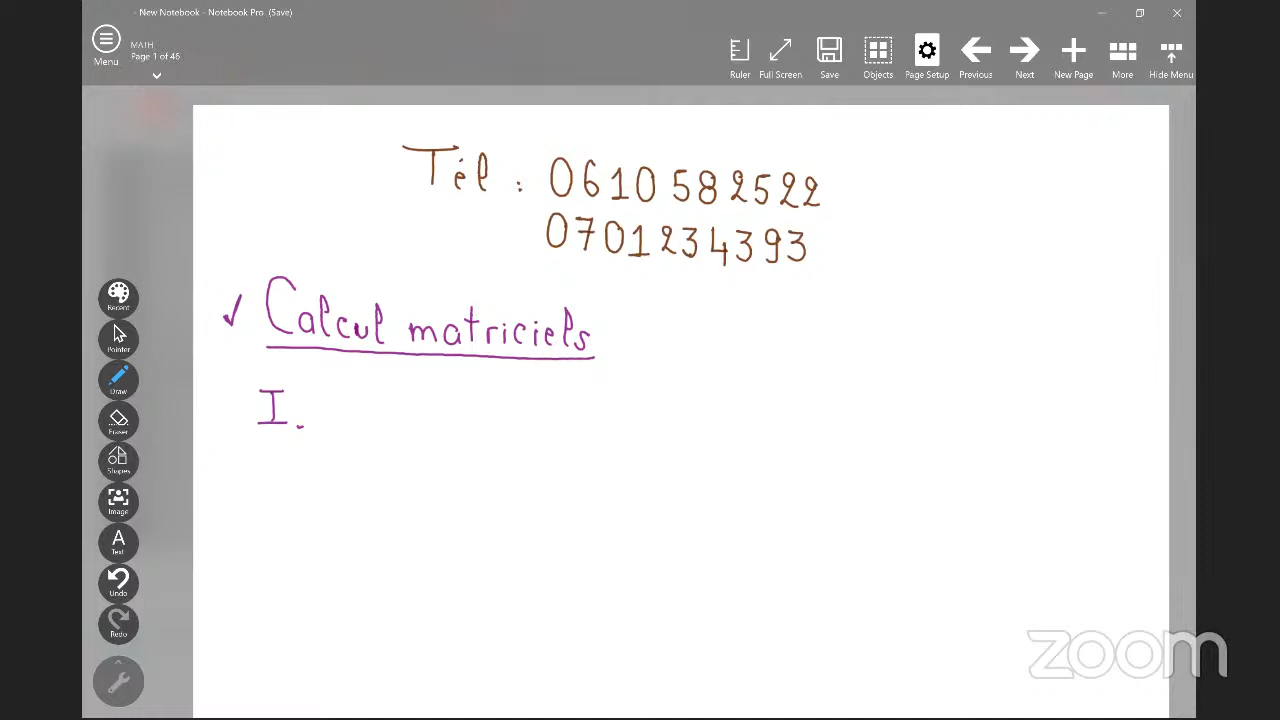 - New Notebook - Notebook Pro (Save)
Menu
MATH
Page 1 of 46
Ruler
Full Screen
Save
Objects
Page Setup
Previous
Next
New Page
More
Hide Menu
Tél : 0610582522
0701234393
✓ Calcul matriciels
I.
Recent
Pointer
Draw
Eraser
Shapes
Image
A
Text
Undo
Redo
zoom